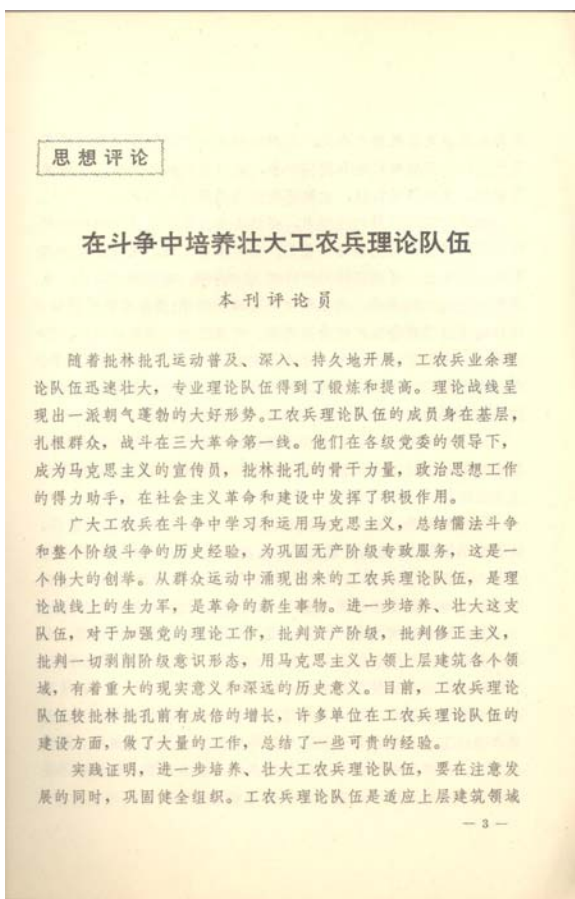 思想评论
在斗争中培养壮大工农兵理论队伍
本刊评论员
随着批林批孔运动普及、深入、持久地开展，工农兵业余理
论队伍迅速壮大，专业理论队伍得到了锻炼和提高。理论战线呈
现出一派朝气蓬勃的大好形势。工农兵理论队伍的成员身在基层，
扎根群众，战斗在三大革命第一线。他们在各级党委的领导下，
成为马克思主义的宣传员，批林批孔的骨干力量，政治思想工作
的得力助手，在社会主义革命和建设中发挥了积极作用。
广大工农兵在斗争中学习和运用马克思主义，总结儒法斗争
和整个阶级斗争的历史经验，为巩固无产阶级专政服务，这是一
个伟大的创举。从群众运动中涌现出来的工农兵理论队伍，是理
论战线上的生力军，是革命的新生事物。进一步培养、壮大这支
队伍，对于加强党的理论工作，批判资产阶级，批判修正主义，
批判一切剥削阶级意识形态，用马克思主义占领上层建筑各个领
域，有着重大的现实意义和深远的历史意义。目前，工农兵理论
队伍较批林批孔前有成倍的增长，许多单位在工农兵理论队伍的
建设方面，做了大量的工作，总结了一些可贵的经验。
实践证明，进一步培养、壮大工农兵理论队伍，要在注意发
展的同时，巩固健全组织。工农兵理论队伍是适应上层建筑领域
— 3 —